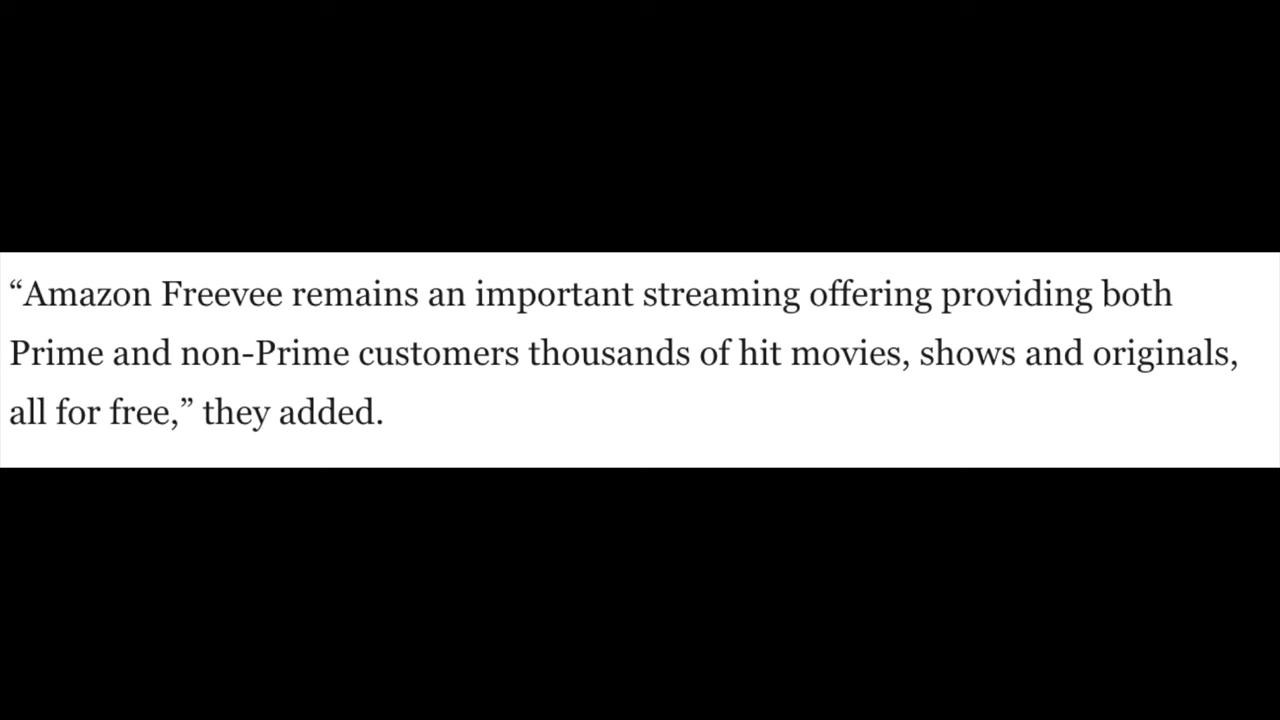 “Amazon Freevee remains an important streaming offering providing both
Prime and non-Prime customers thousands of hit movies, shows and originals,
all for free,” they added.